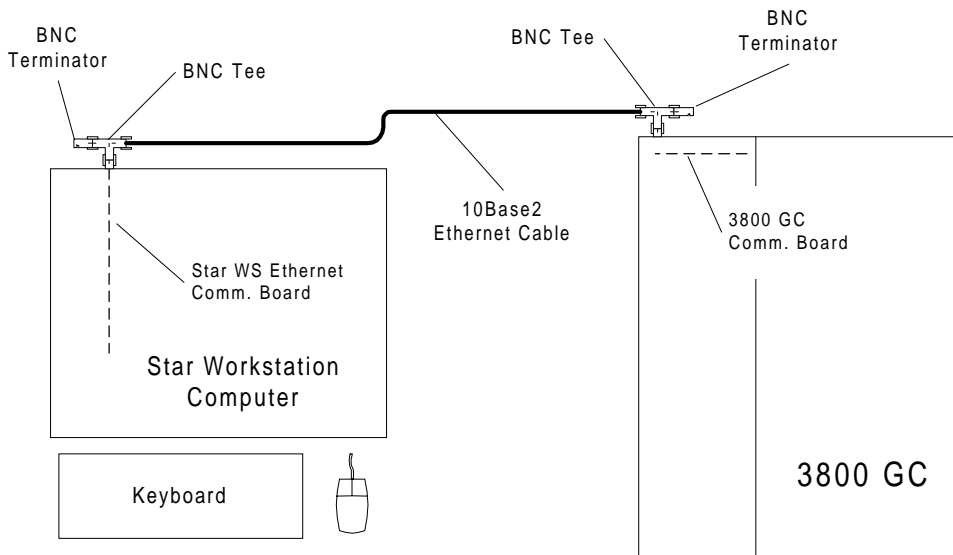 BNC
Terminator
BNC Tee
BNC Tee
BNC
Terminator
10Base2
Ethernet Cable
3800 GC
Comm. Board
Star WS Ethernet
Comm. Board
Star Workstation
Computer
Keyboard
3800 GC